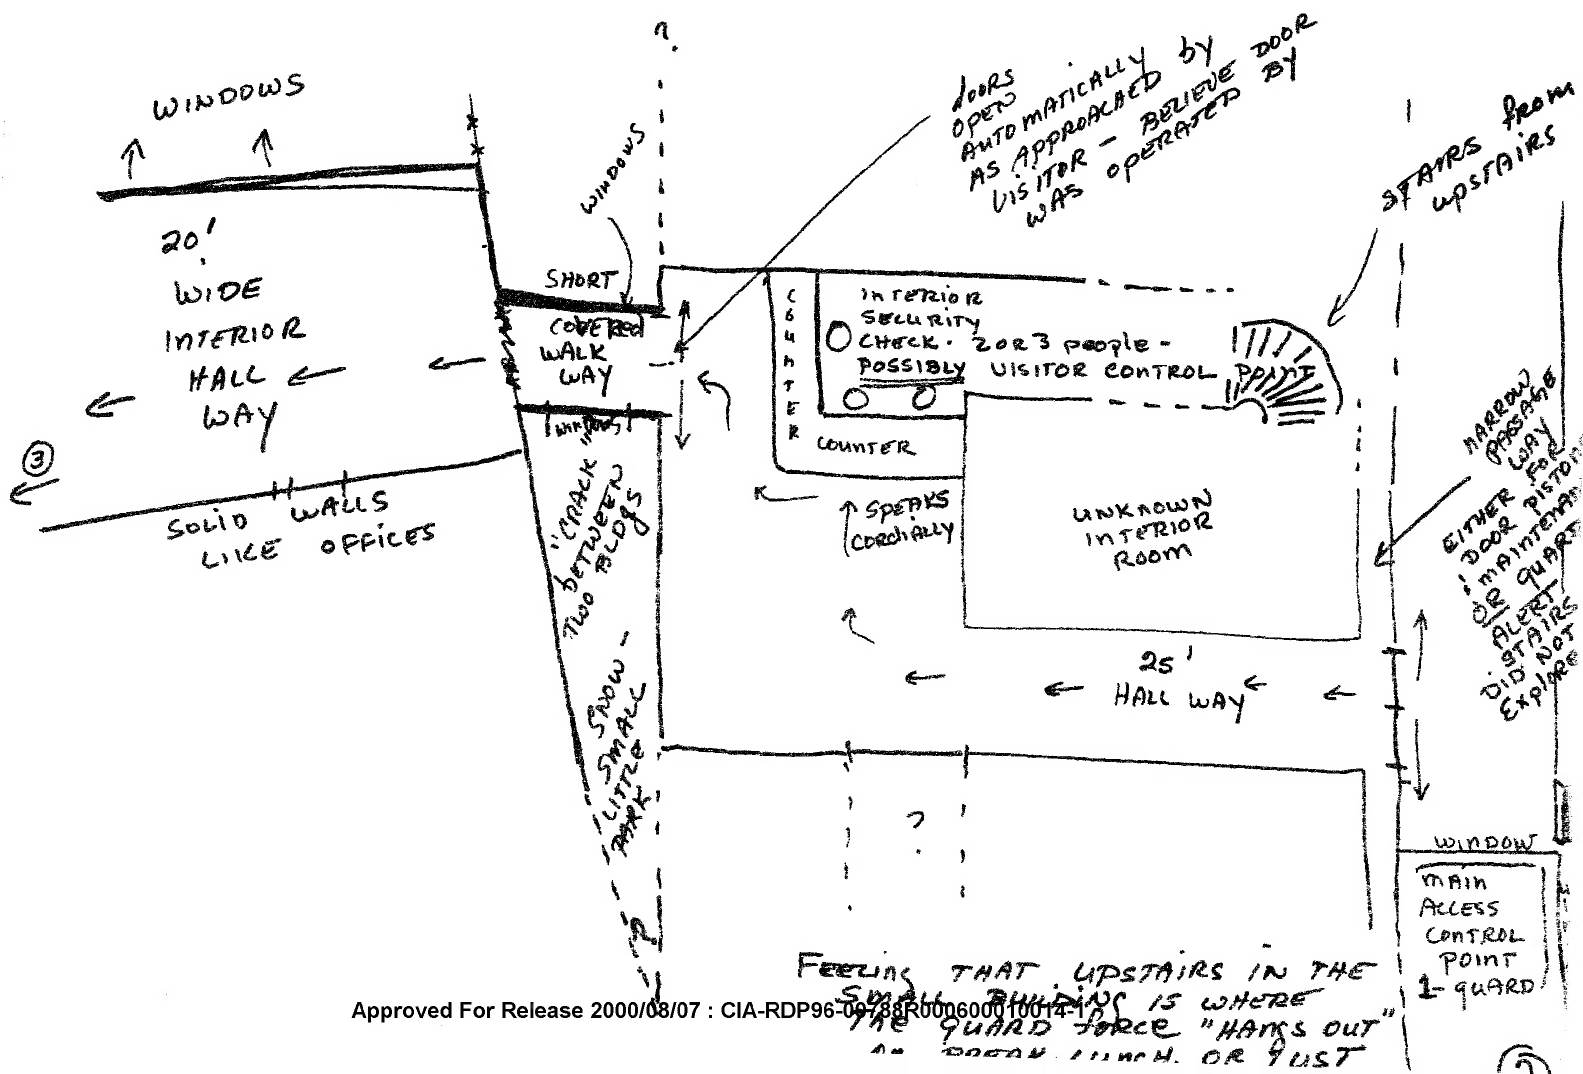 ?
WINDOWS
doors
OPEN
AUTOMATICALLY
AS APPROACHED by
VISITOR - BELIEVE DOOR
WAS OPERATED BY
STAIRS from
upstairs
WINDOWS
20'
WIDE
INTERIOR
HALL
WAY
SHORT
COVERED
WALK
WAY
WINDOWS
COUNTER
INTERIOR
SECURITY
CHECK. 2 OR 3 people -
POSSIBLY VISITOR CONTROL POINT
COUNTER
NARROW
PASSAGE
WAY
EITHER FOR
DOOR
OR
ALERT
STAIRS
DID NOT
Explore
3
SOLID WALLS
LIKE OFFICES
"CRACK" in
between
TWO BLDgS
SPEAKS
CORdIALLY
UNKNOWN
INTERIOR
ROOM
25'
HALL WAY
SNOW -
SMALL
LITTLE
PARK
?
?
WINDOW
MAIN
ACCESS
CONTROL
POINT
1-guARD
FEELINg THAT UPSTAIRS IN THE
SMALL BUILDING IS WHERE
THE GUARD force "HANgS OUT"
OR JUST
Approved For Release 2000/08/07 : CIA-RDP96-00788R000600010014-1